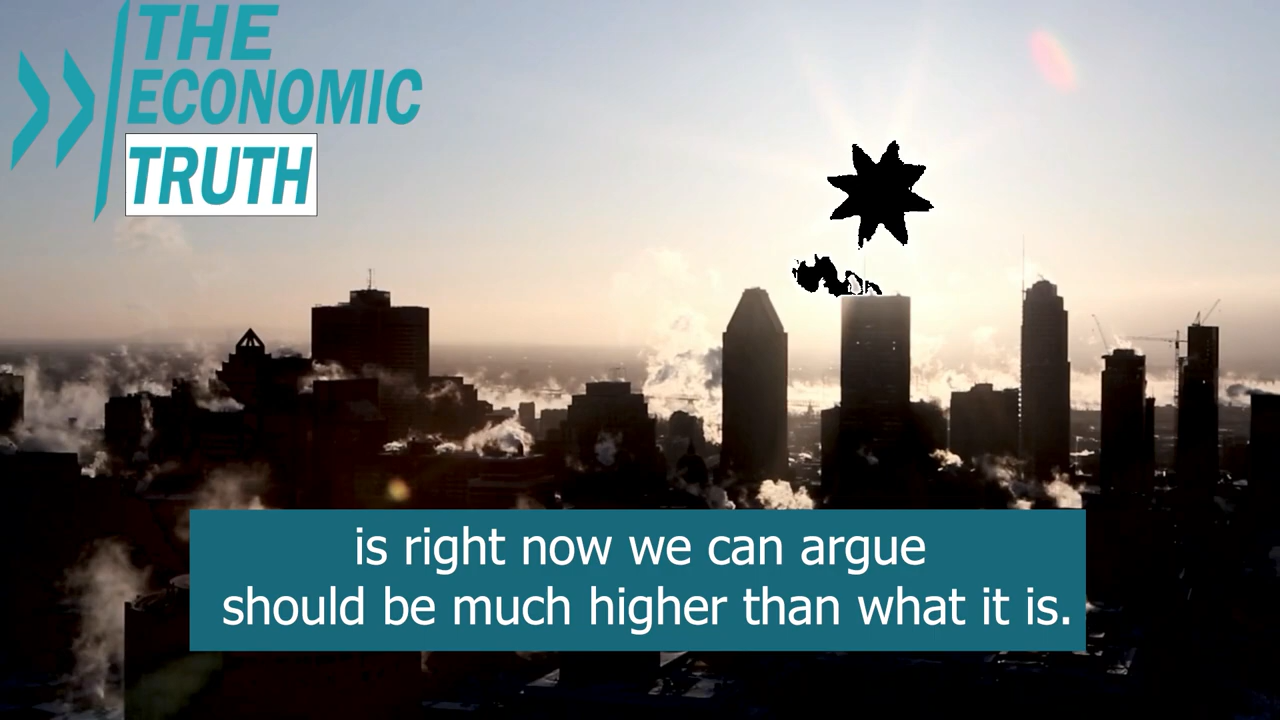 THE
ECONOMIC
TRUTH
is right now we can argue
should be much higher than what it is.